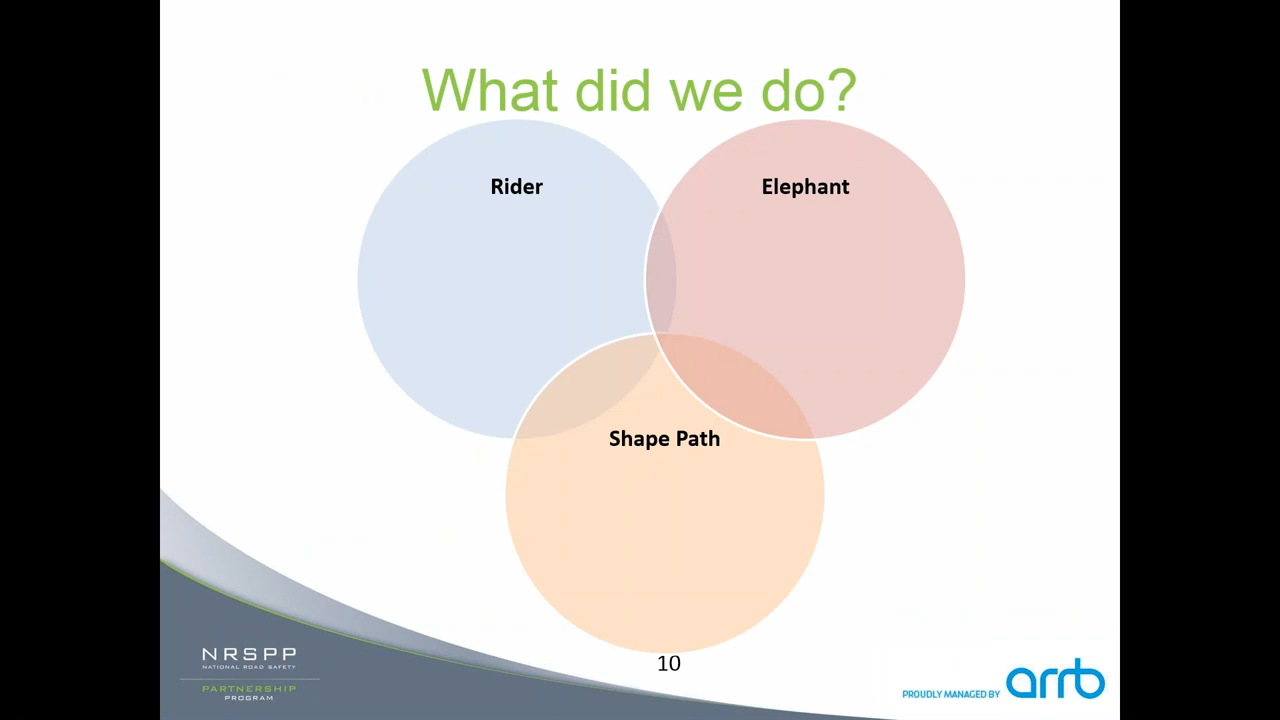 What did we do?
Rider
Elephant
Shape Path
10
NRSPP
NATIONAL ROAD SAFETY
PARTNERSHIP
PROGRAM
PROUDLY MANAGED BY
arrb